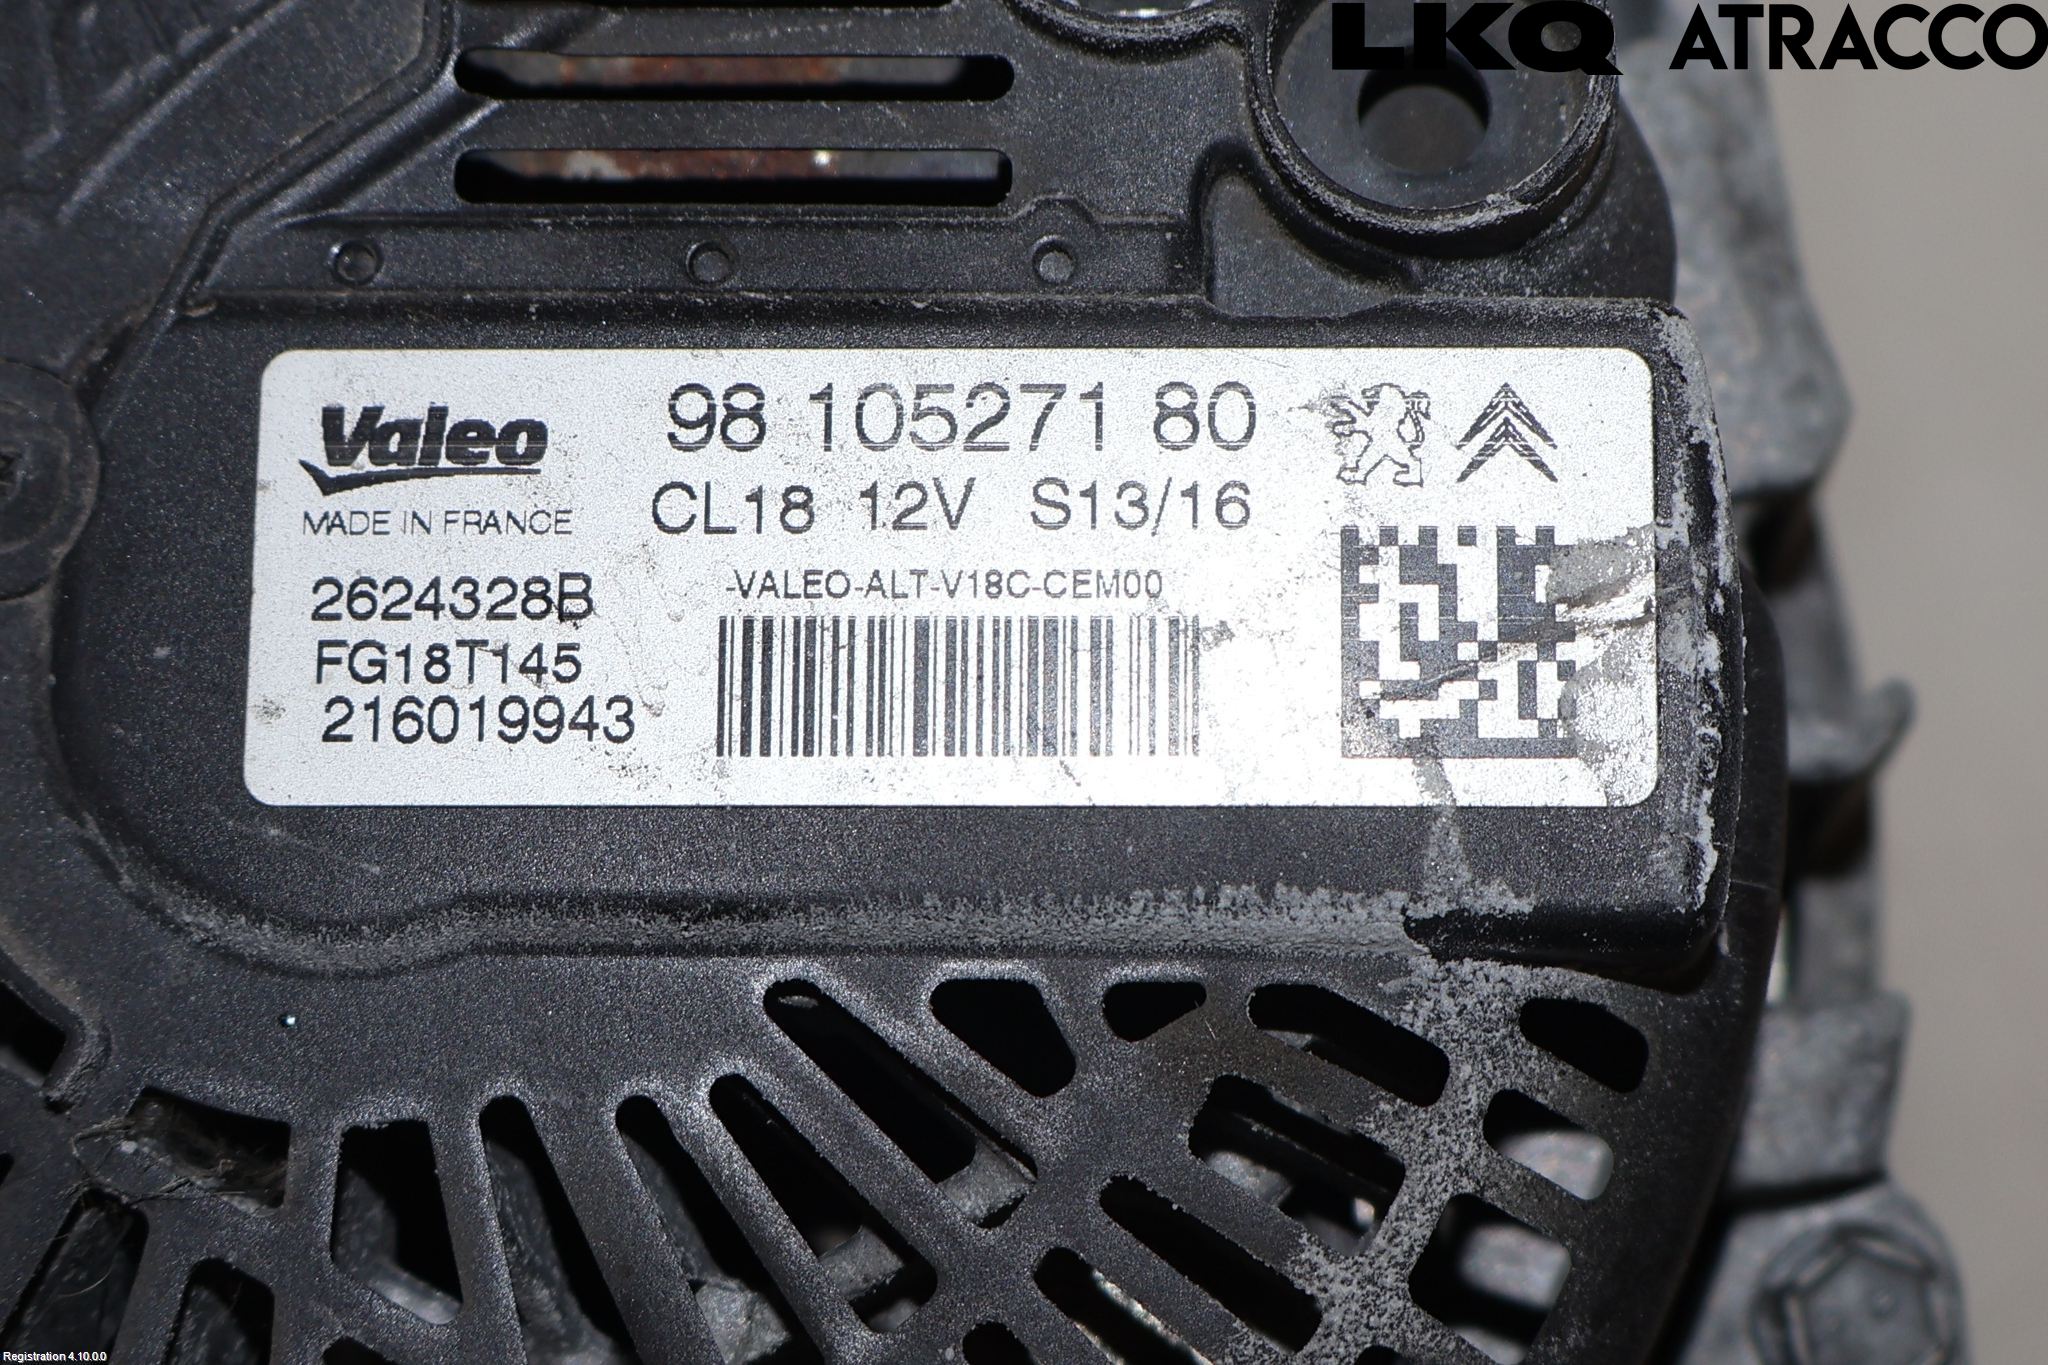 LKQ ATRACCO
Valeo
MADE IN FRANCE
98 105271 80
CL18 12V S13/16
2624328B
FG18T145
216019943
-VALEO-ALT-V18C-CEM00
Registration 4.10.0.0